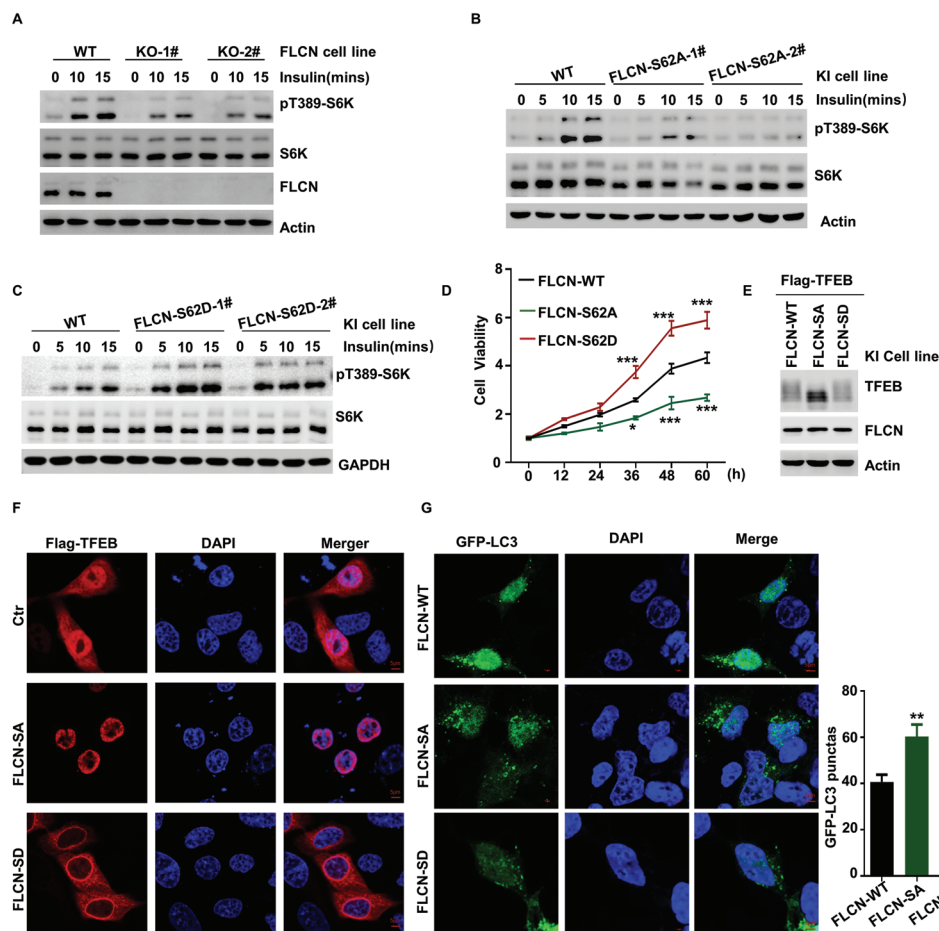 A
WT KO-1# KO-2# FLCN cell line
0 10 15 0 10 15 0 10 15 Insulin(mins)
pT389-S6K
S6K
FLCN
Actin
B
WT FLCN-S62A-1# FLCN-S62A-2# KI cell line
0 5 10 15 0 5 10 15 0 5 10 15 Insulin(mins)
pT389-S6K
S6K
Actin
C
WT FLCN-S62D-1# FLCN-S62D-2# KI cell line
0 5 10 15 0 5 10 15 0 5 10 15 Insulin(mins)
pT389-S6K
S6K
GAPDH
D
Cell Viability
8
6
4
2
0
FLCN-WT
FLCN-S62A
FLCN-S62D
*** *** ***
* *** ***
0 12 24 36 48 60 (h)
E
Flag-TFEB
FLCN-WT FLCN-SA FLCN-SD
KI Cell line
TFEB
FLCN
Actin
F
Flag-TFEB DAPI Merger
Ctr
FLCN-SA
FLCN-SD
G
GFP-LC3 DAPI Merge
FLCN-WT
FLCN-SA
FLCN-SD
GFP-LC3 punctas
80
60
40
20
0
**
FLCN-WT FLCN-SA FLCN